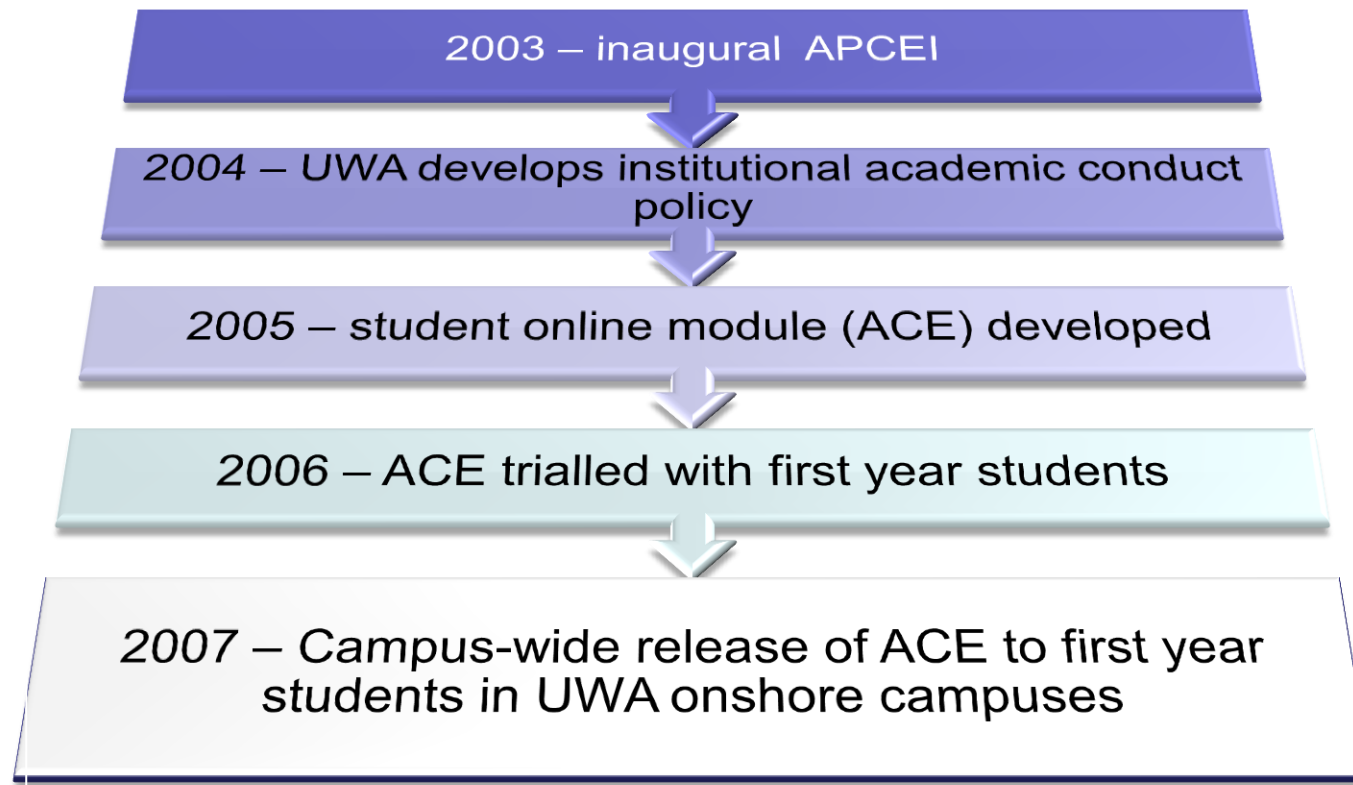 2003 – inaugural  APCEI
2004 – UWA develops institutional academic conduct
policy
2005 – student online module (ACE) developed
2006 – ACE trialled with first year students
2007 – Campus-wide release of ACE to first year
students in UWA onshore campuses